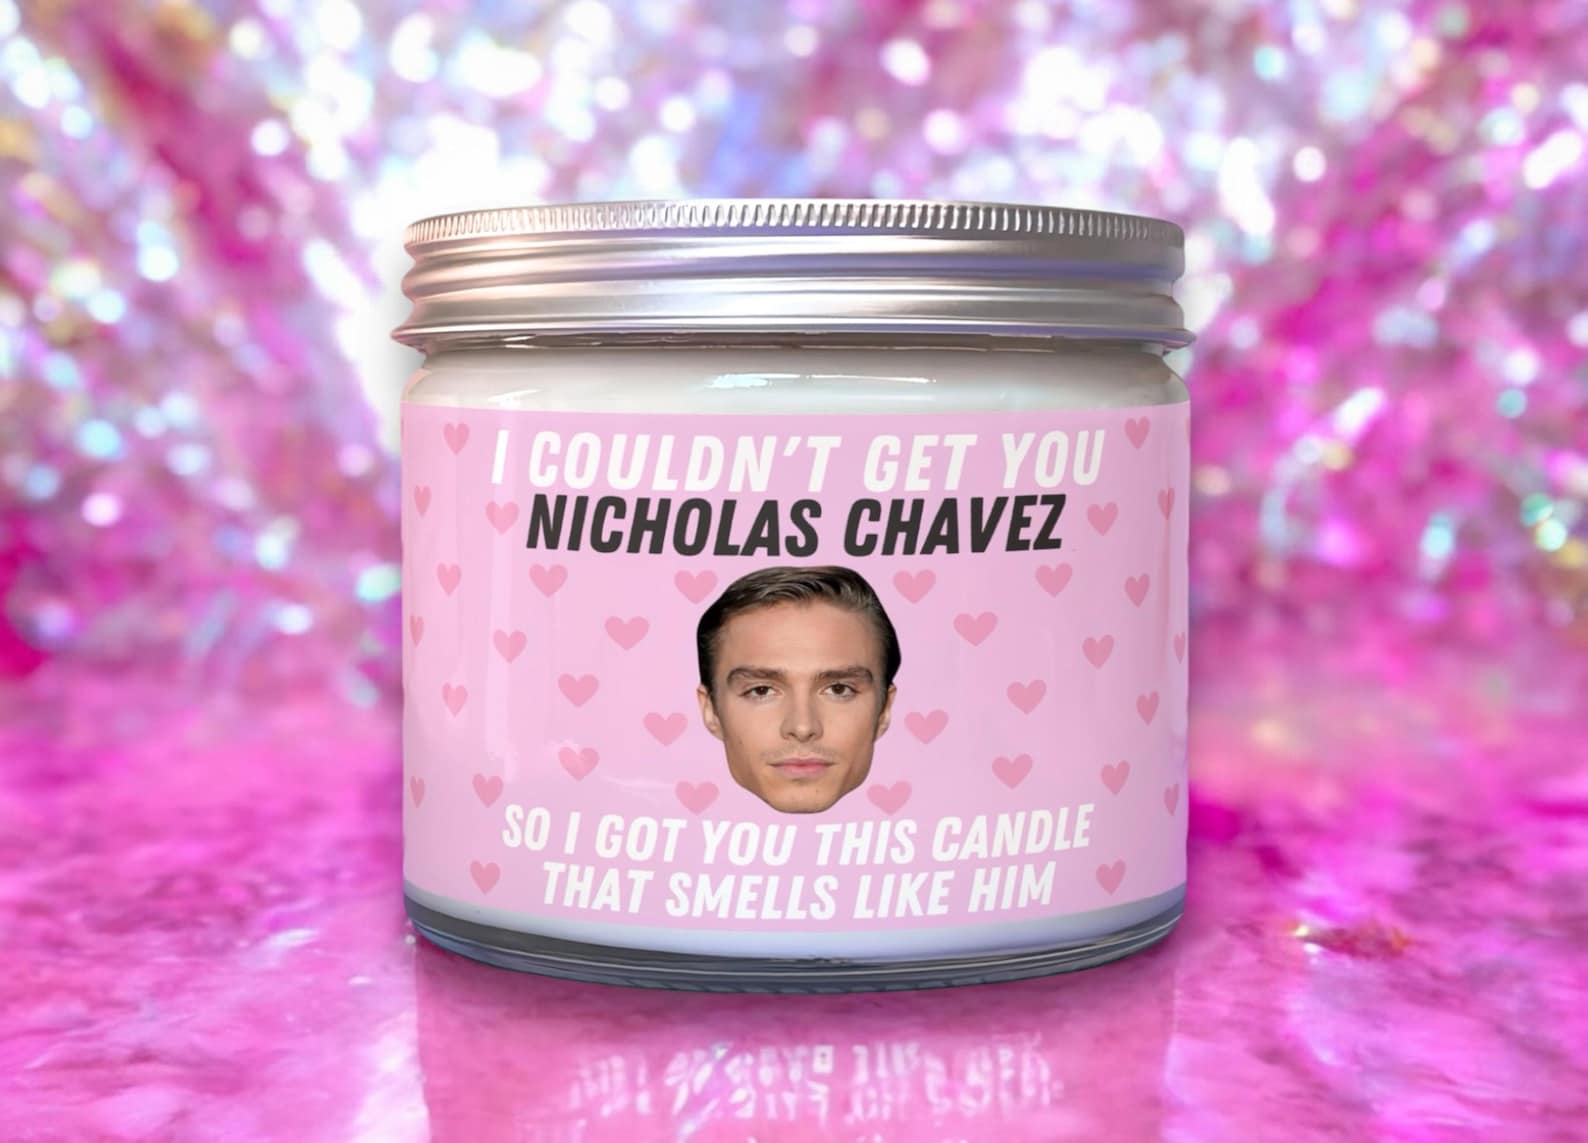 I COULDN'T GET YOU
NICHOLAS CHAVEZ
SO I GOT YOU THIS CANDLE
THAT SMELLS LIKE HIM